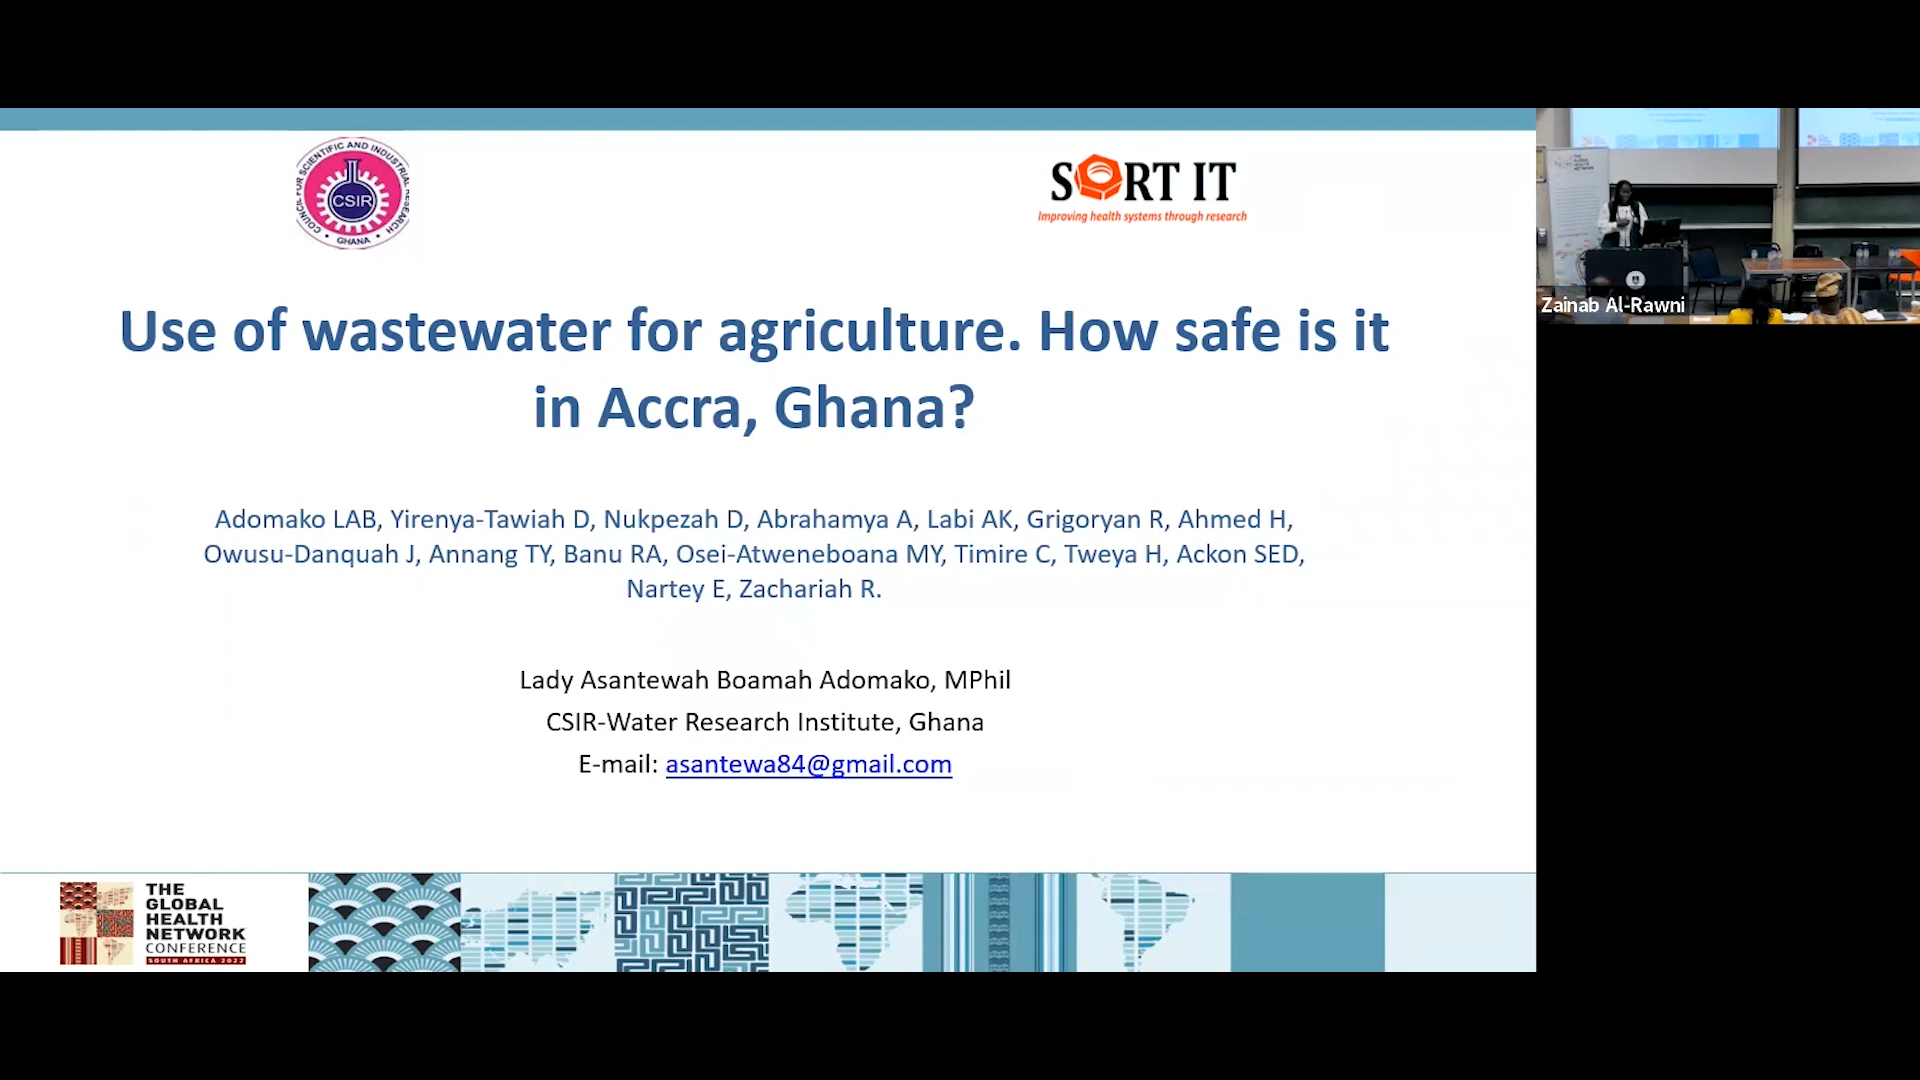 COUNCIL FOR SCIENTIFIC AND INDUSTRIAL RESEARCH
CSIR
GHANA
SORT IT
Improving health systems through research
Use of wastewater for agriculture. How safe is it
in Accra, Ghana?
Adomako LAB, Yirenya-Tawiah D, Nukpezah D, Abrahamya A, Labi AK, Grigoryan R, Ahmed H,
Owusu-Danquah J, Annang TY, Banu RA, Osei-Atweneboana MY, Timire C, Tweya H, Ackon SED,
Nartey E, Zachariah R.
Lady Asantewah Boamah Adomako, MPhil
CSIR-Water Research Institute, Ghana
E-mail: asantewa84@gmail.com
THE
GLOBAL
HEALTH
NETWORK
CONFERENCE
SOUTH AFRICA 2022
Zainab Al-Rawni